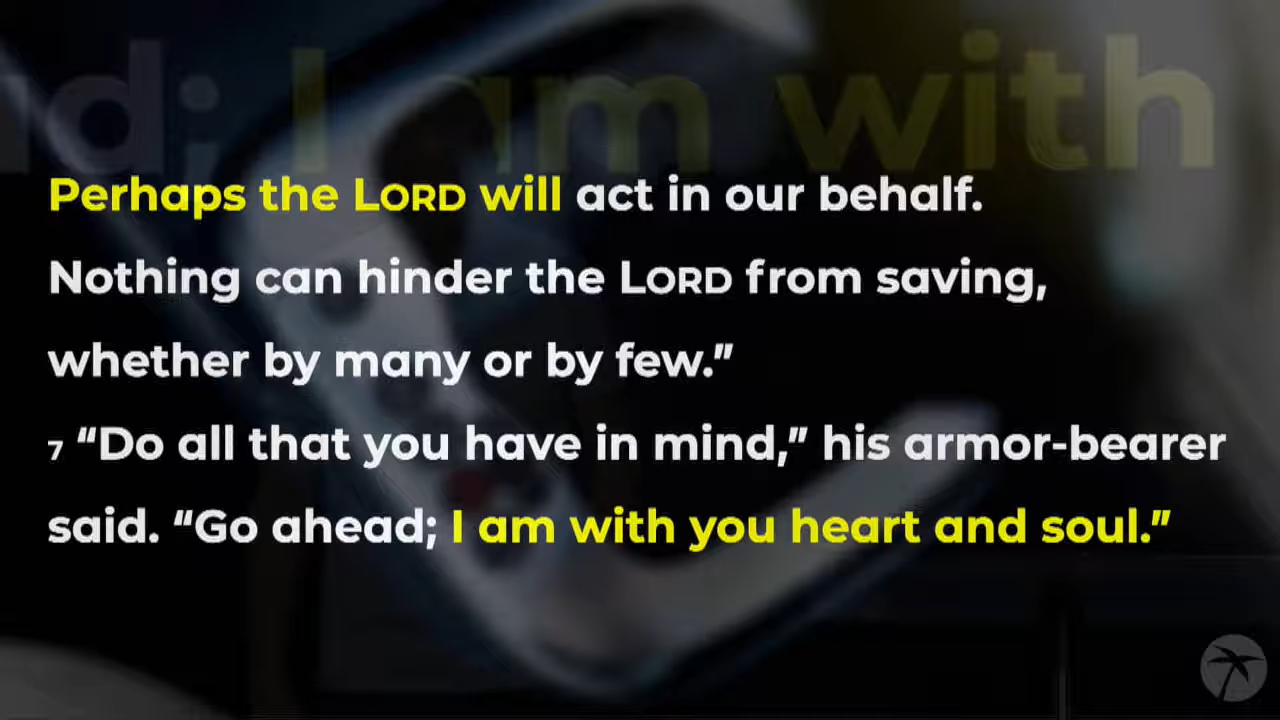 d; I am with
Perhaps the LORD will act in our behalf.
Nothing can hinder the LORD from saving,
whether by many or by few.”
7 “Do all that you have in mind,” his armor-bearer
said. “Go ahead; I am with you heart and soul.”